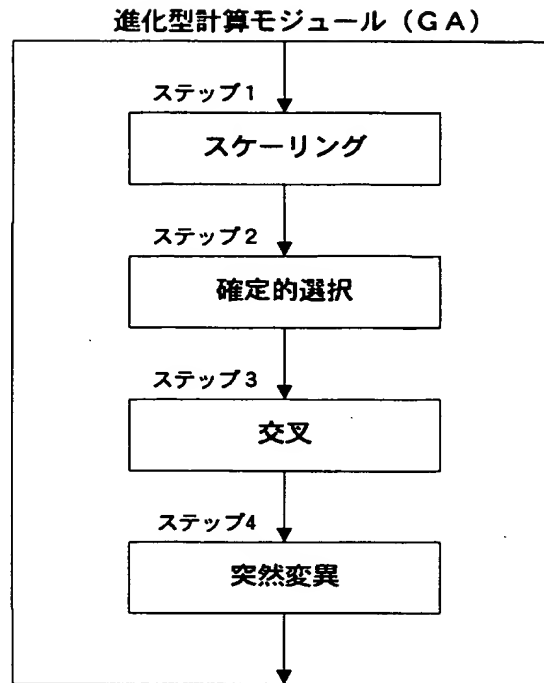 進化型計算モジュール（ＧＡ）
ステップ1
スケーリング
ステップ2
確定的選択
ステップ3
交叉
ステップ4
突然変異